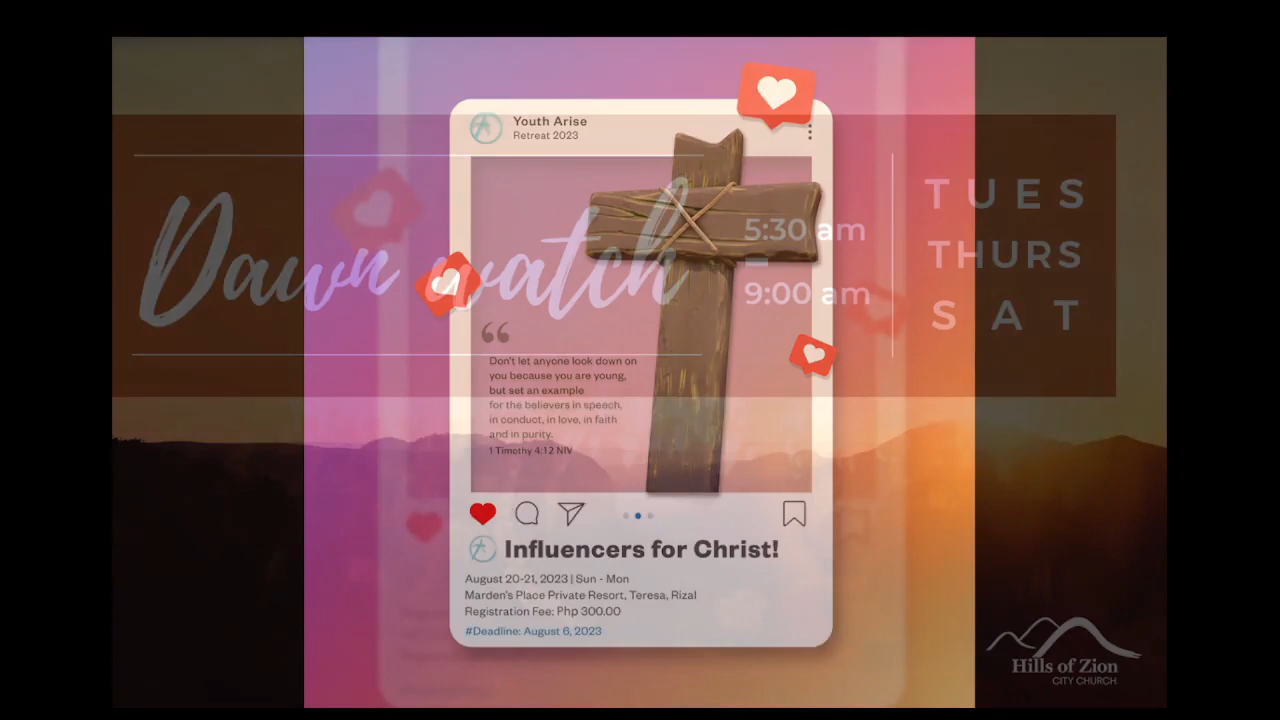 Youth Arise
Retreat 2023
Dawn watch
5:30 am
–
9:00 am
TUES
THURS
SAT
“
Don't let anyone look down on
you because you are young,
but set an example
for the believers in speech,
in conduct, in love, in faith
and in purity.
1 Timothy 4:12 NIV
Influencers for Christ!
August 20-21, 2023 | Sun - Mon
Marden's Place Private Resort, Teresa, Rizal
Registration Fee: Php 300.00
#Deadline: August 6, 2023
Hills of Zion
CITY CHURCH